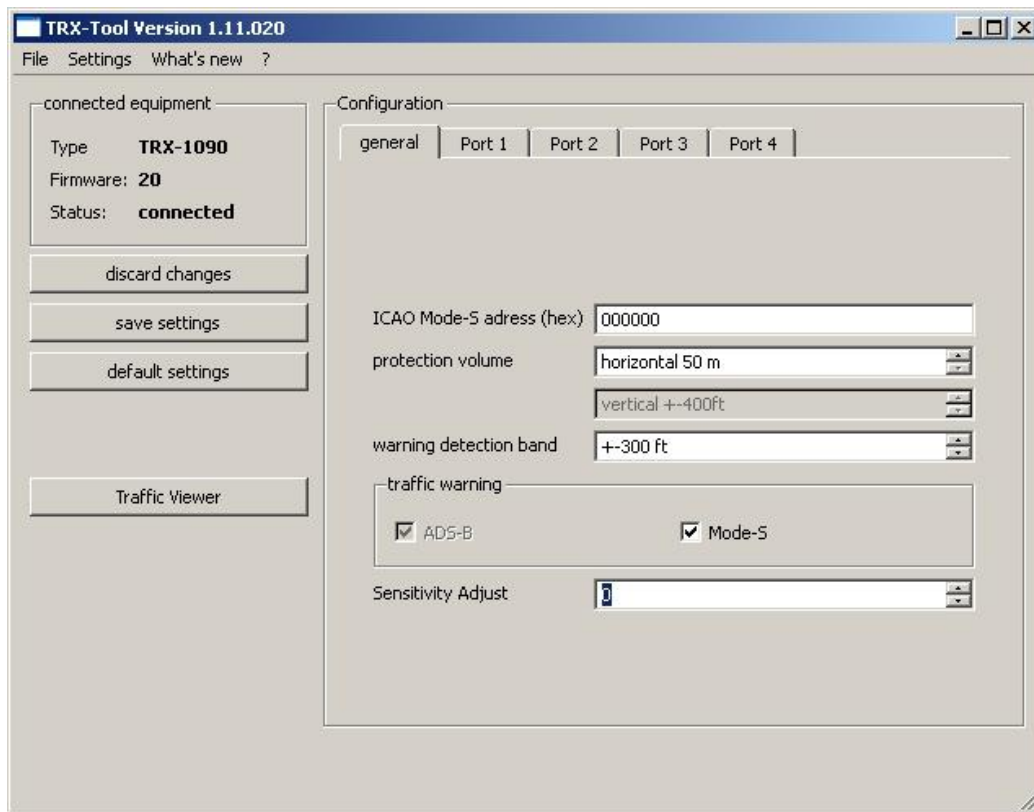 TRX-Tool Version 1.11.020
File Settings What's new ?
connected equipment
Type TRX-1090
Firmware: 20
Status: connected
discard changes
save settings
default settings
Traffic Viewer
Configuration
general Port 1 Port 2 Port 3 Port 4
ICAO Mode-S adress (hex) 000000
protection volume horizontal 50 m
vertical +-400ft
warning detection band +-300 ft
traffic warning
ADS-B Mode-S
Sensitivity Adjust 0